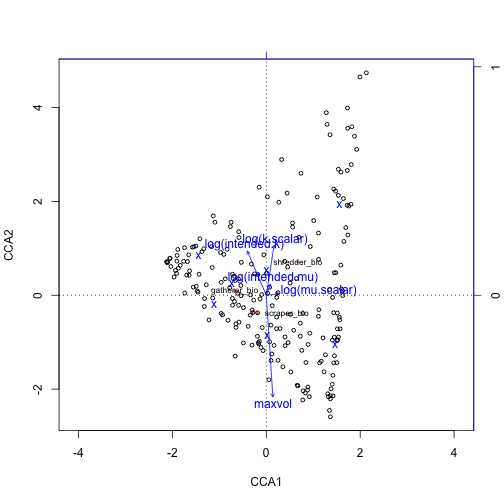 1
4
log(k.scalar)
log(intended.k)
shredder_bio
log(intended.mu)
gatherer_bio
log(mu.scalar)
scraper_bio
maxvol
CCA2
2
0
-2
0
-4
-2
0
2
4
CCA1
X
X
X
X
X
X
X
X